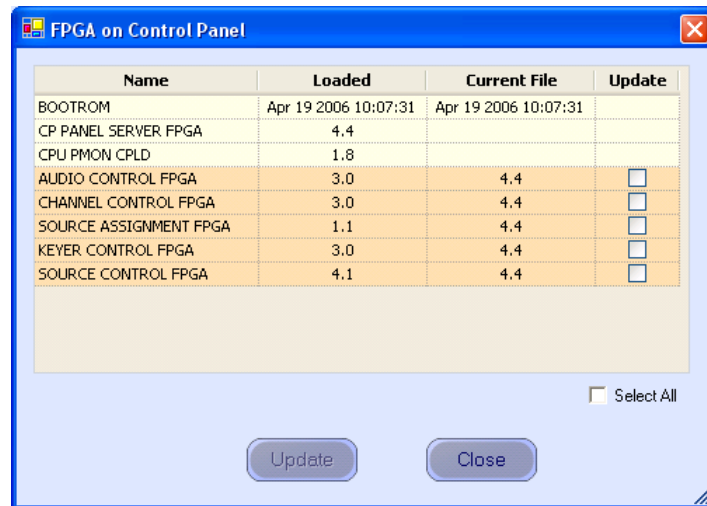 FPGA on Control Panel
Name Loaded Current File Update
BOOTROM Apr 19 2006 10:07:31 Apr 19 2006 10:07:31
CP PANEL SERVER FPGA 4.4
CPU PMON CPLD 1.8
AUDIO CONTROL FPGA 3.0 4.4
CHANNEL CONTROL FPGA 3.0 4.4
SOURCE ASSIGNMENT FPGA 1.1 4.4
KEYER CONTROL FPGA 3.0 4.4
SOURCE CONTROL FPGA 4.1 4.4
Select All
Update Close